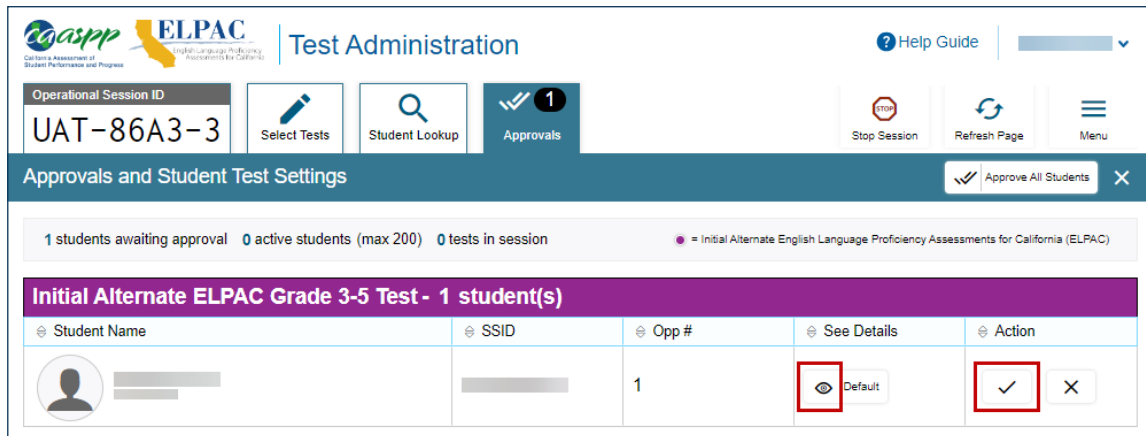 caaspp
California Assessment of
Student Performance and Progress
ELPAC
English Language Proficiency
Assessments for California
Test Administration
? Help Guide
Operational Session ID
UAT-86A3-3
Select Tests
Student Lookup
1
Approvals
STOP
Stop Session
Refresh Page
Menu
Approvals and Student Test Settings
Approve All Students
1 students awaiting approval 0 active students (max 200) 0 tests in session
= Initial Alternate English Language Proficiency Assessments for California (ELPAC)
Initial Alternate ELPAC Grade 3-5 Test - 1 student(s)
Student Name SSID Opp # See Details Action
1 Default